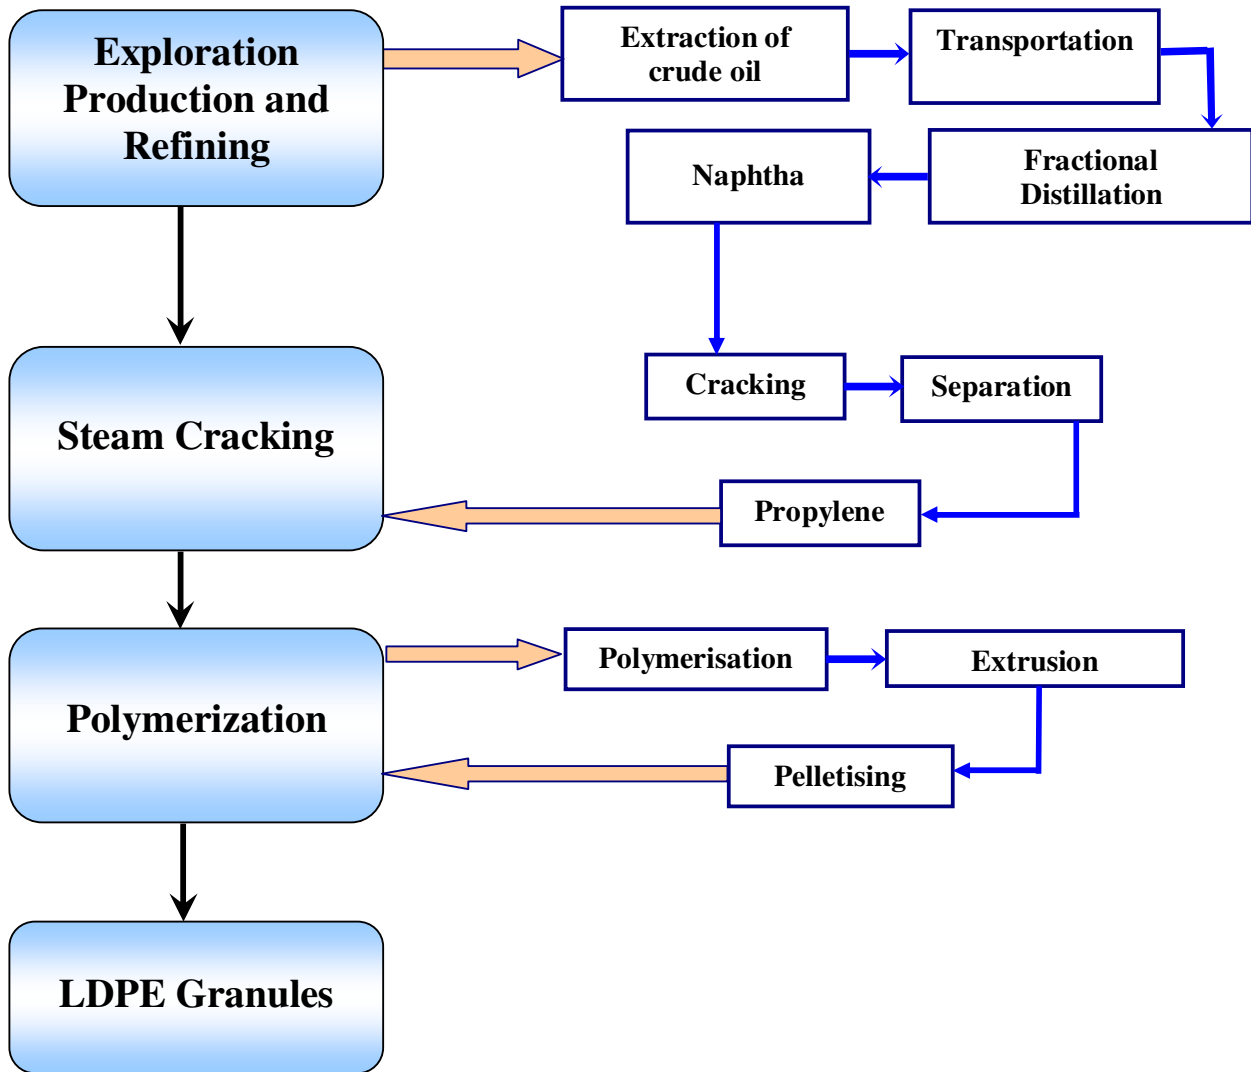 Exploration
Production and
Refining
Extraction of
crude oil
Transportation
Fractional
Distillation
Naphtha
Steam Cracking
Cracking
Separation
Propylene
Polymerization
Polymerisation
Extrusion
Pelletising
LDPE Granules